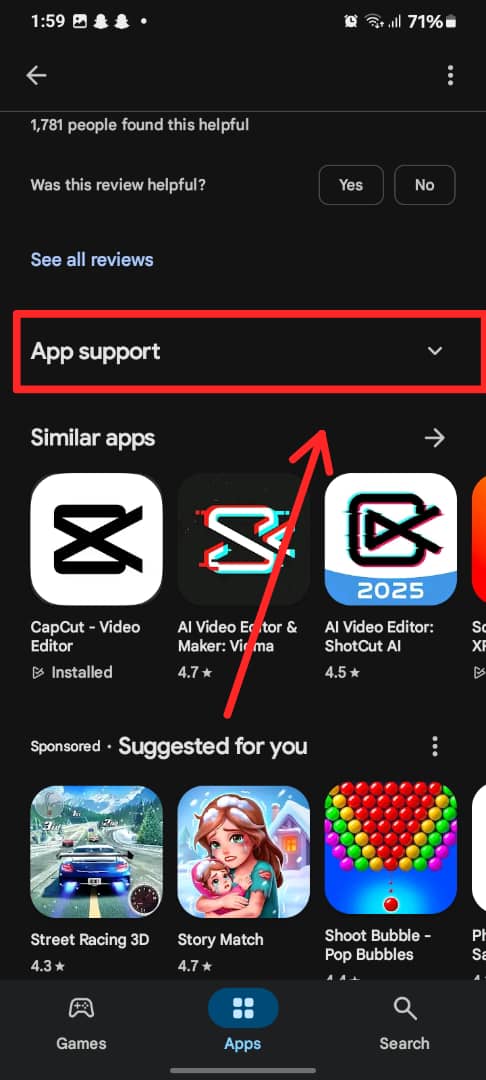 1:59
71%
1,781 people found this helpful
Was this review helpful?
Yes
No
See all reviews
App support
Similar apps
2025
CapCut - Video
Editor
Installed
AI Video Editor &
Maker: Vidma
4.7★
AI Video Editor:
ShotCut AI
4.5★
Sc
XF
Sponsored · Suggested for you
Street Racing 3D
4.3★
Story Match
4.7★
Shoot Bubble -
Pop Bubbles
4.4★
Ph
Sa
Games
Apps
Search